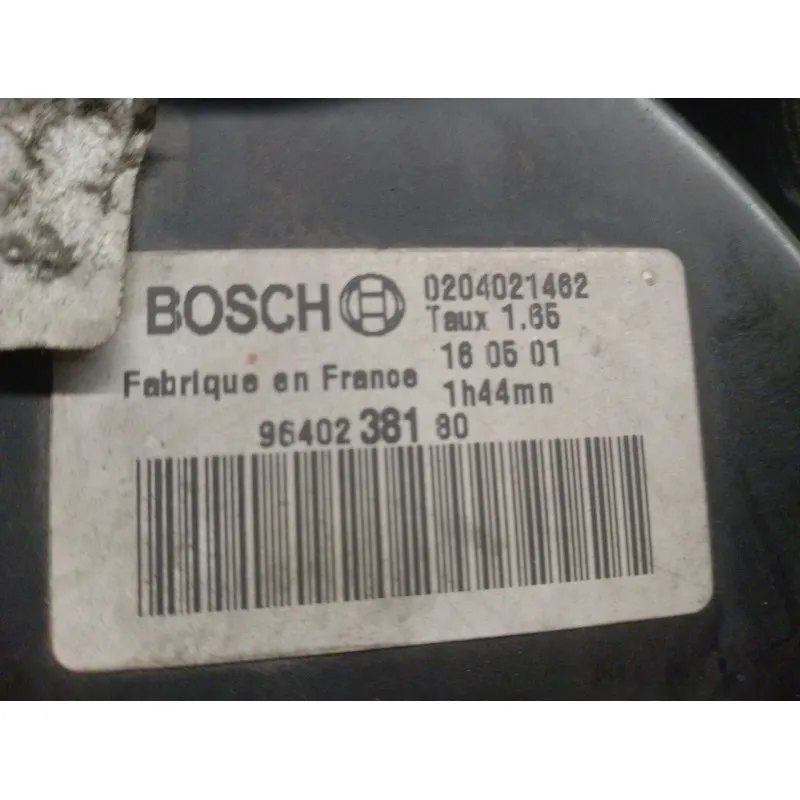 BOSCH
0204021462
Taux 1.65
Fabrique en France
16 05 01
1h44mn
96402 381 80